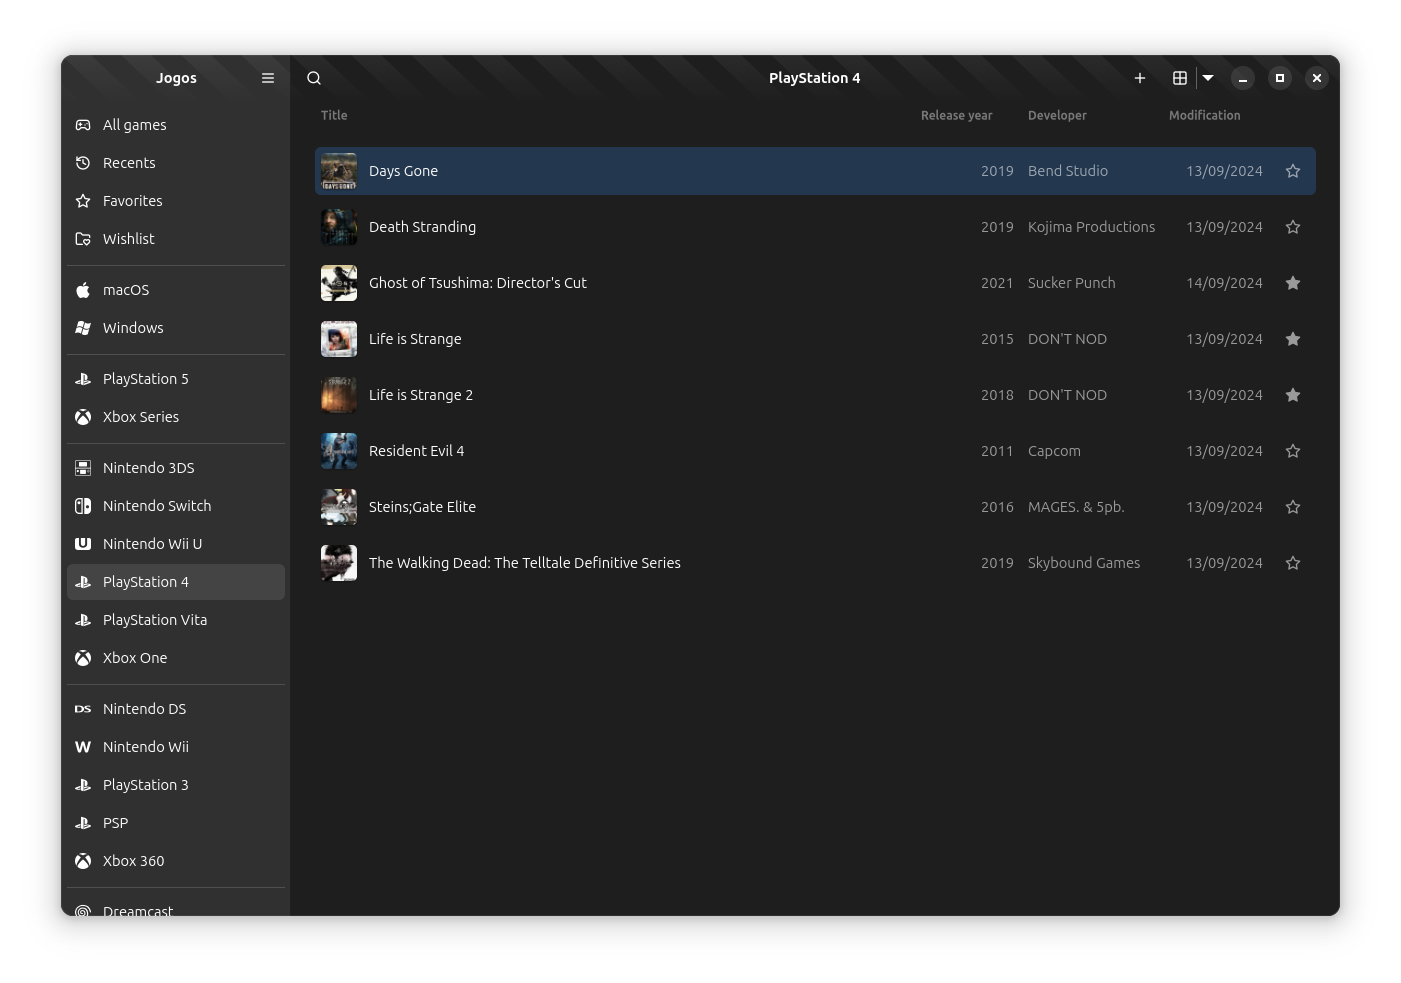 Jogos
PlayStation 4
All games
Recents
Favorites
Wishlist
macOS
Windows
PlayStation 5
Xbox Series
Nintendo 3DS
Nintendo Switch
Nintendo Wii U
PlayStation 4
PlayStation Vita
Xbox One
DS Nintendo DS
W Nintendo Wii
PlayStation 3
PSP
Xbox 360
Dreamcast
Title Release year Developer Modification
DAYS GONE Days Gone 2019 Bend Studio 13/09/2024
Death Stranding 2019 Kojima Productions 13/09/2024
Ghost of Tsushima: Director's Cut 2021 Sucker Punch 14/09/2024
Life is Strange 2015 DON'T NOD 13/09/2024
Life is Strange 2 2018 DON'T NOD 13/09/2024
Resident Evil 4 2011 Capcom 13/09/2024
Steins;Gate Elite 2016 MAGES. & 5pb. 13/09/2024
The Walking Dead: The Telltale Definitive Series 2019 Skybound Games 13/09/2024